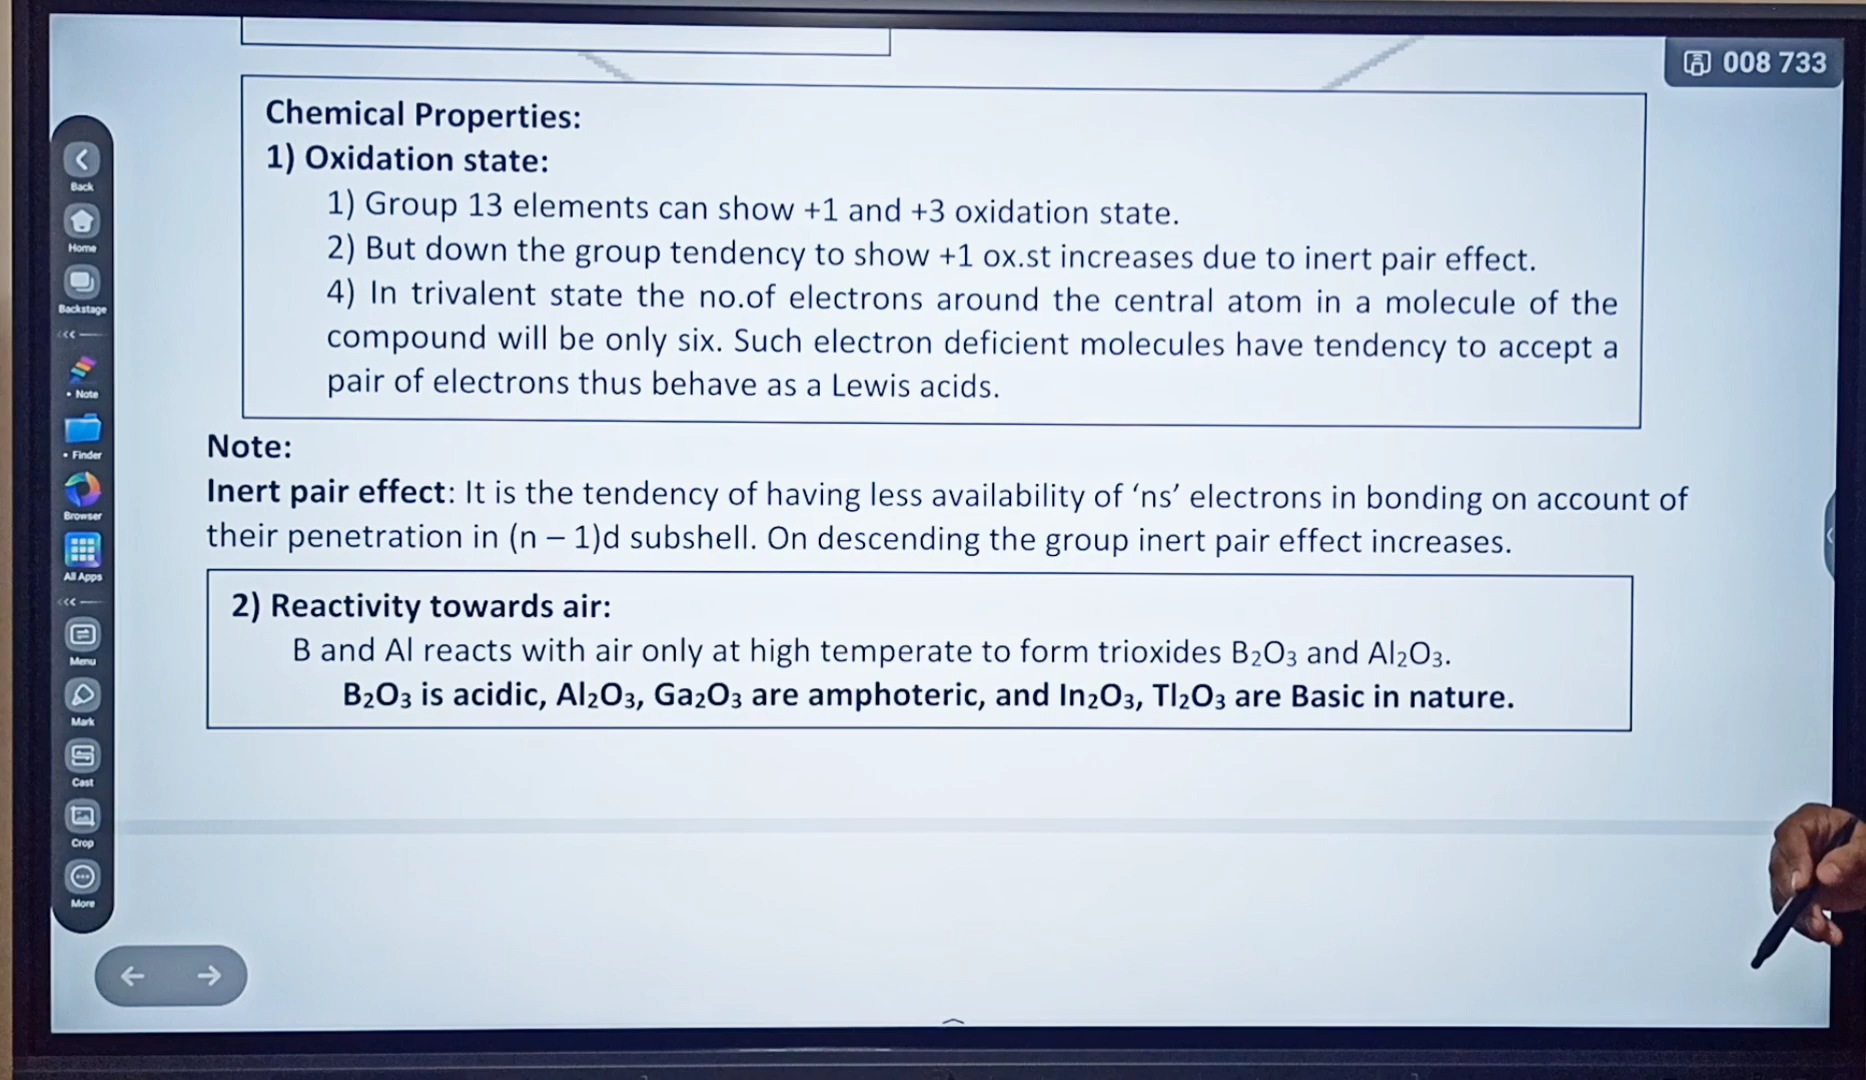 008 733
Chemical Properties:
1) Oxidation state:
1) Group 13 elements can show +1 and +3 oxidation state.
2) But down the group tendency to show +1 ox.st increases due to inert pair effect.
4) In trivalent state the no.of electrons around the central atom in a molecule of the
compound will be only six. Such electron deficient molecules have tendency to accept a
pair of electrons thus behave as a Lewis acids.
Note:
Inert pair effect: It is the tendency of having less availability of ‘ns’ electrons in bonding on account of
their penetration in (n – 1)d subshell. On descending the group inert pair effect increases.
2) Reactivity towards air:
B and Al reacts with air only at high temperate to form trioxides B₂O₃ and Al₂O₃.
B₂O₃ is acidic, Al₂O₃, Ga₂O₃ are amphoteric, and In₂O₃, Tl₂O₃ are Basic in nature.
Back
Home
Backstage
• Note
• Finder
Browser
All Apps
Menu
Mark
Cast
Crop
More